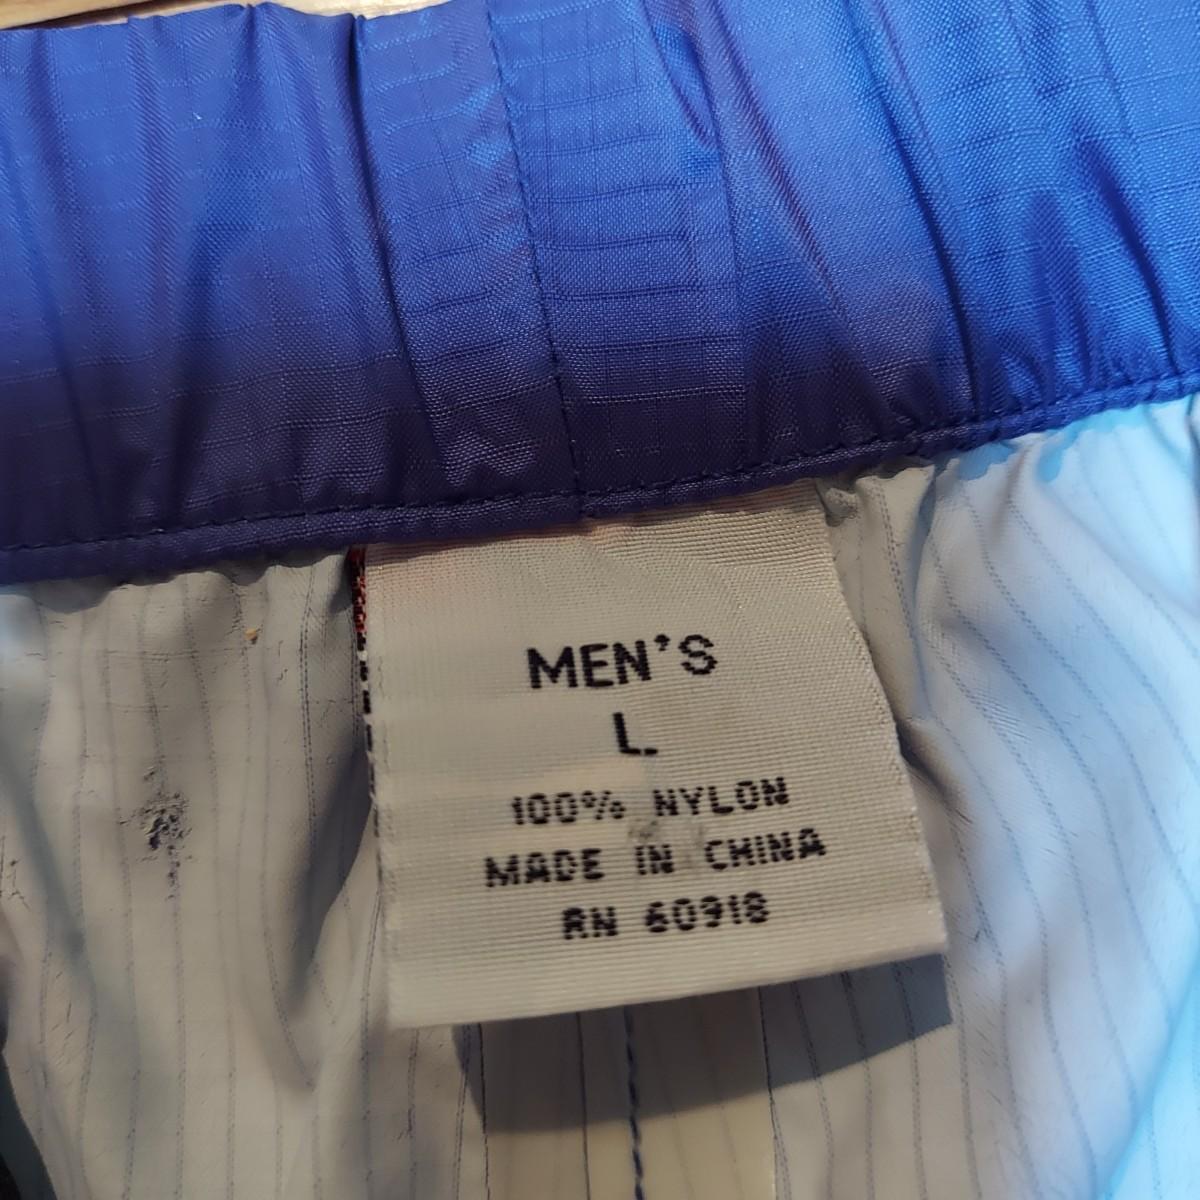 MEN'S
L
100% NYLON
MADE IN CHINA
RN 60918